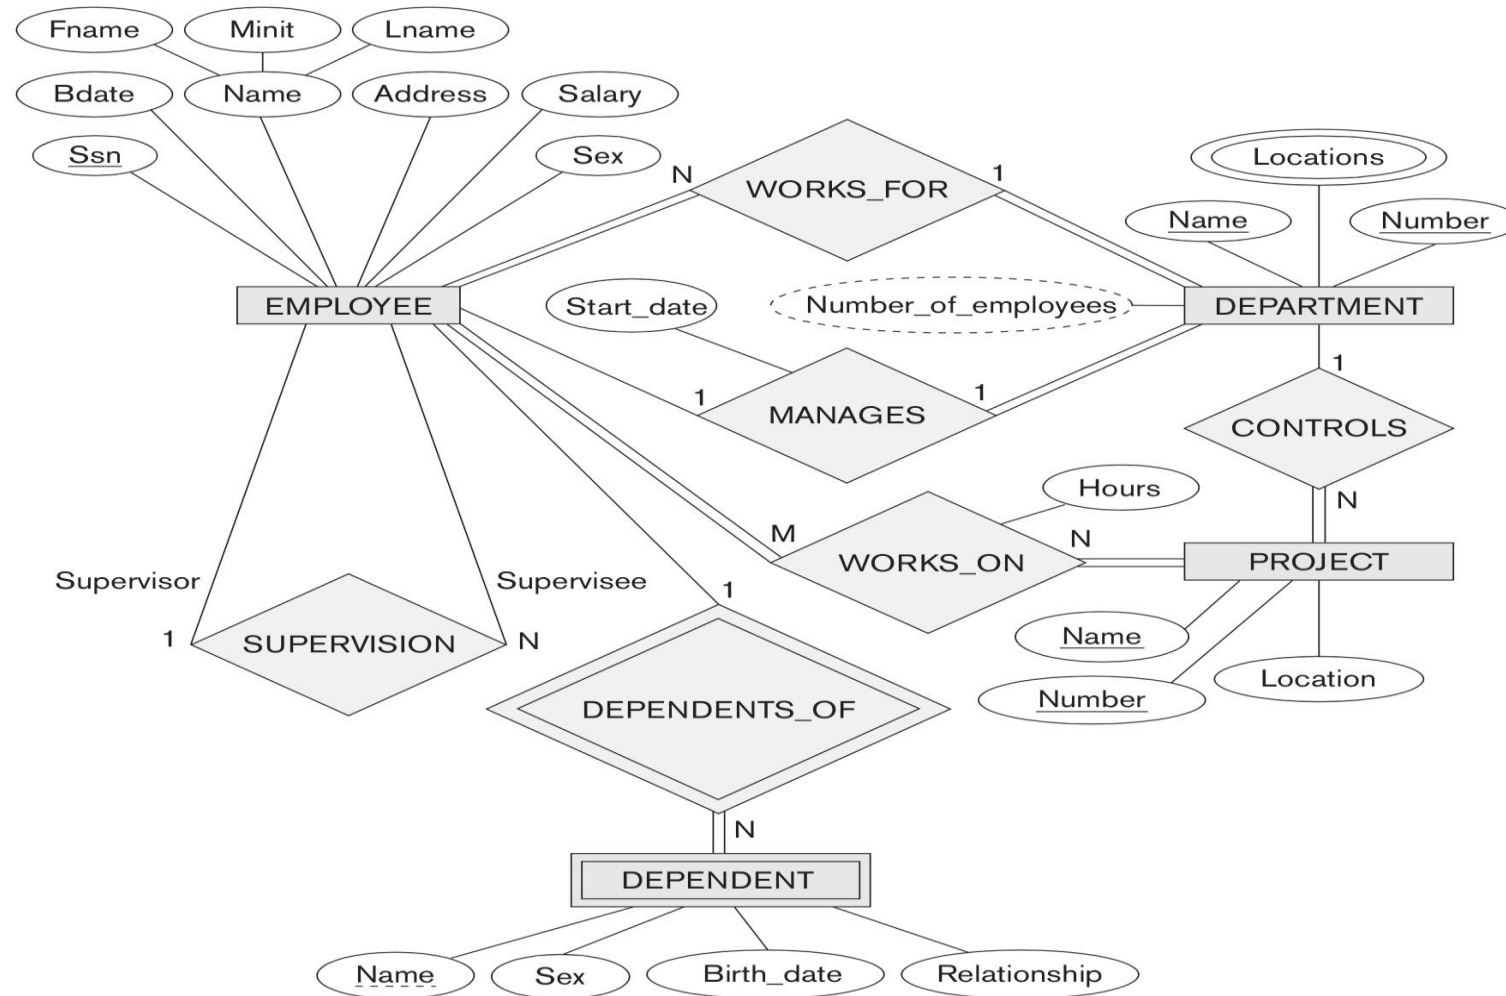 Fname
Minit
Lname
Bdate
Name
Address
Salary
Ssn
Sex
N
WORKS_FOR
1
Locations
Name
Number
EMPLOYEE
Start_date
Number_of_employees
DEPARTMENT
1
MANAGES
1
1
CONTROLS
Hours
N
M
WORKS_ON
N
PROJECT
Supervisor
Supervisee
1
SUPERVISION
N
1
Name
Number
Location
DEPENDENTS_OF
N
DEPENDENT
Name
Sex
Birth_date
Relationship